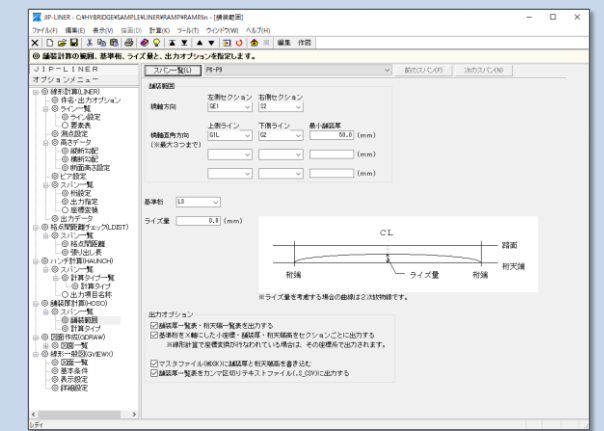 JIP-LINER - C:¥HYBRIDGE¥SAMPLE¥LINER¥RAMP¥RAM8Sin - [舗装範囲]
ファイル(F) 編集(E) 表示(V) 描画(D) 計算(X) ツール(T) ウィンドウ(W) ヘルプ(H)
編集 作図
舗装計算の範囲、基準桁、ライズ量と、出力オプションを指定します。
ＪＩＰ－ＬＩＮＥＲ
オプションメニュー
線形計算(LINER)
件名・出力オプション
ライン一覧
ライン設定
要素表
測点設定
高さデータ
縦断勾配
横断勾配
断面高さ設定
ピア設定
スパン一覧
桁設定
出力指定
座標変換
出力データ
格点間距離チェック(LDIST)
スパン一覧
格点間距離
張り出し長
ハンチ計算(HAUNCH)
スパン一覧
計算タイプ一覧
計算タイプ
出力項目名称
舗装厚計算(HOSO)
スパン一覧
舗装範囲
計算タイプ
図面作成(GDRAW)
図面一覧
線形一般図(GVIEWX)
図面一覧
基本条件
表示設定
詳細設定
スパン一覧(L) P8-P9 前のスパン(P) 次のスパン(N)
舗装範囲
左側セクション 右側セクション
橋軸方向 GE1 S2
上側ライン 下側ライン 最小舗装厚
橋軸直角方向 G1L G2 50.0 (mm)
(※最大３つまで) (mm)
(mm)
基準桁 L3
ライズ量 0.0 (mm)
CL
路面
桁天端
桁端 ライズ量 桁端
※ライズ量を考慮する場合の曲線は２次放物線です。
出力オプション
舗装厚一覧表・桁天端一覧表を出力する
基準桁をX軸にした小座標・舗装厚・桁天端高をセクションごとに出力する
※線形計算で座標変換が行なわれている場合は、その座標系で出力されます。
マスタファイル(WORK)に舗装厚と桁天端高を書き込む
舗装厚一覧表をカンマ区切りテキストファイル(.S_CSV)に出力する
レディ